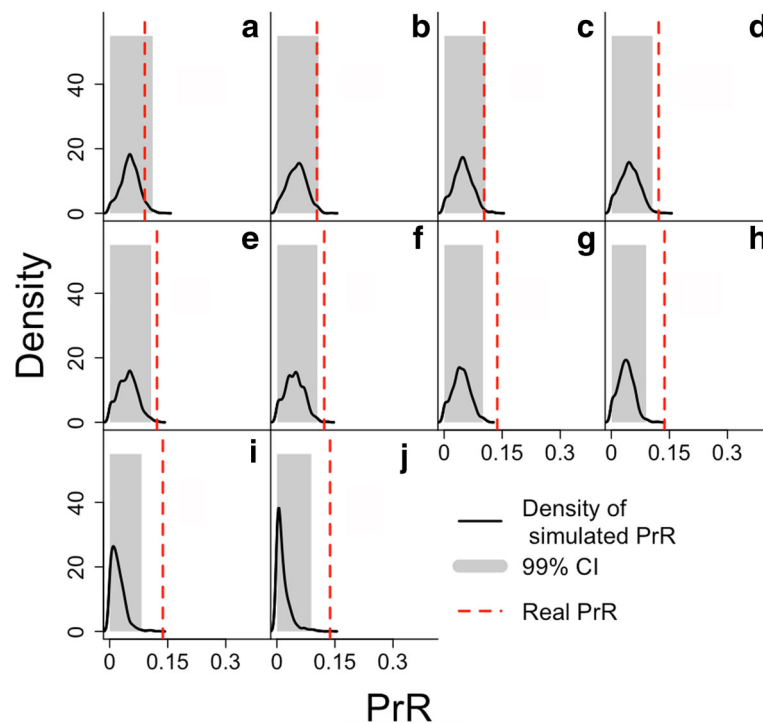 a
b
c
d
40
20
0
e
f
g
h
40
20
0
Density
0 0.15 0.3
0 0.15 0.3
i
j
40
20
0
Density of
simulated PrR
99% CI
Real PrR
0 0.15 0.3
0 0.15 0.3
PrR